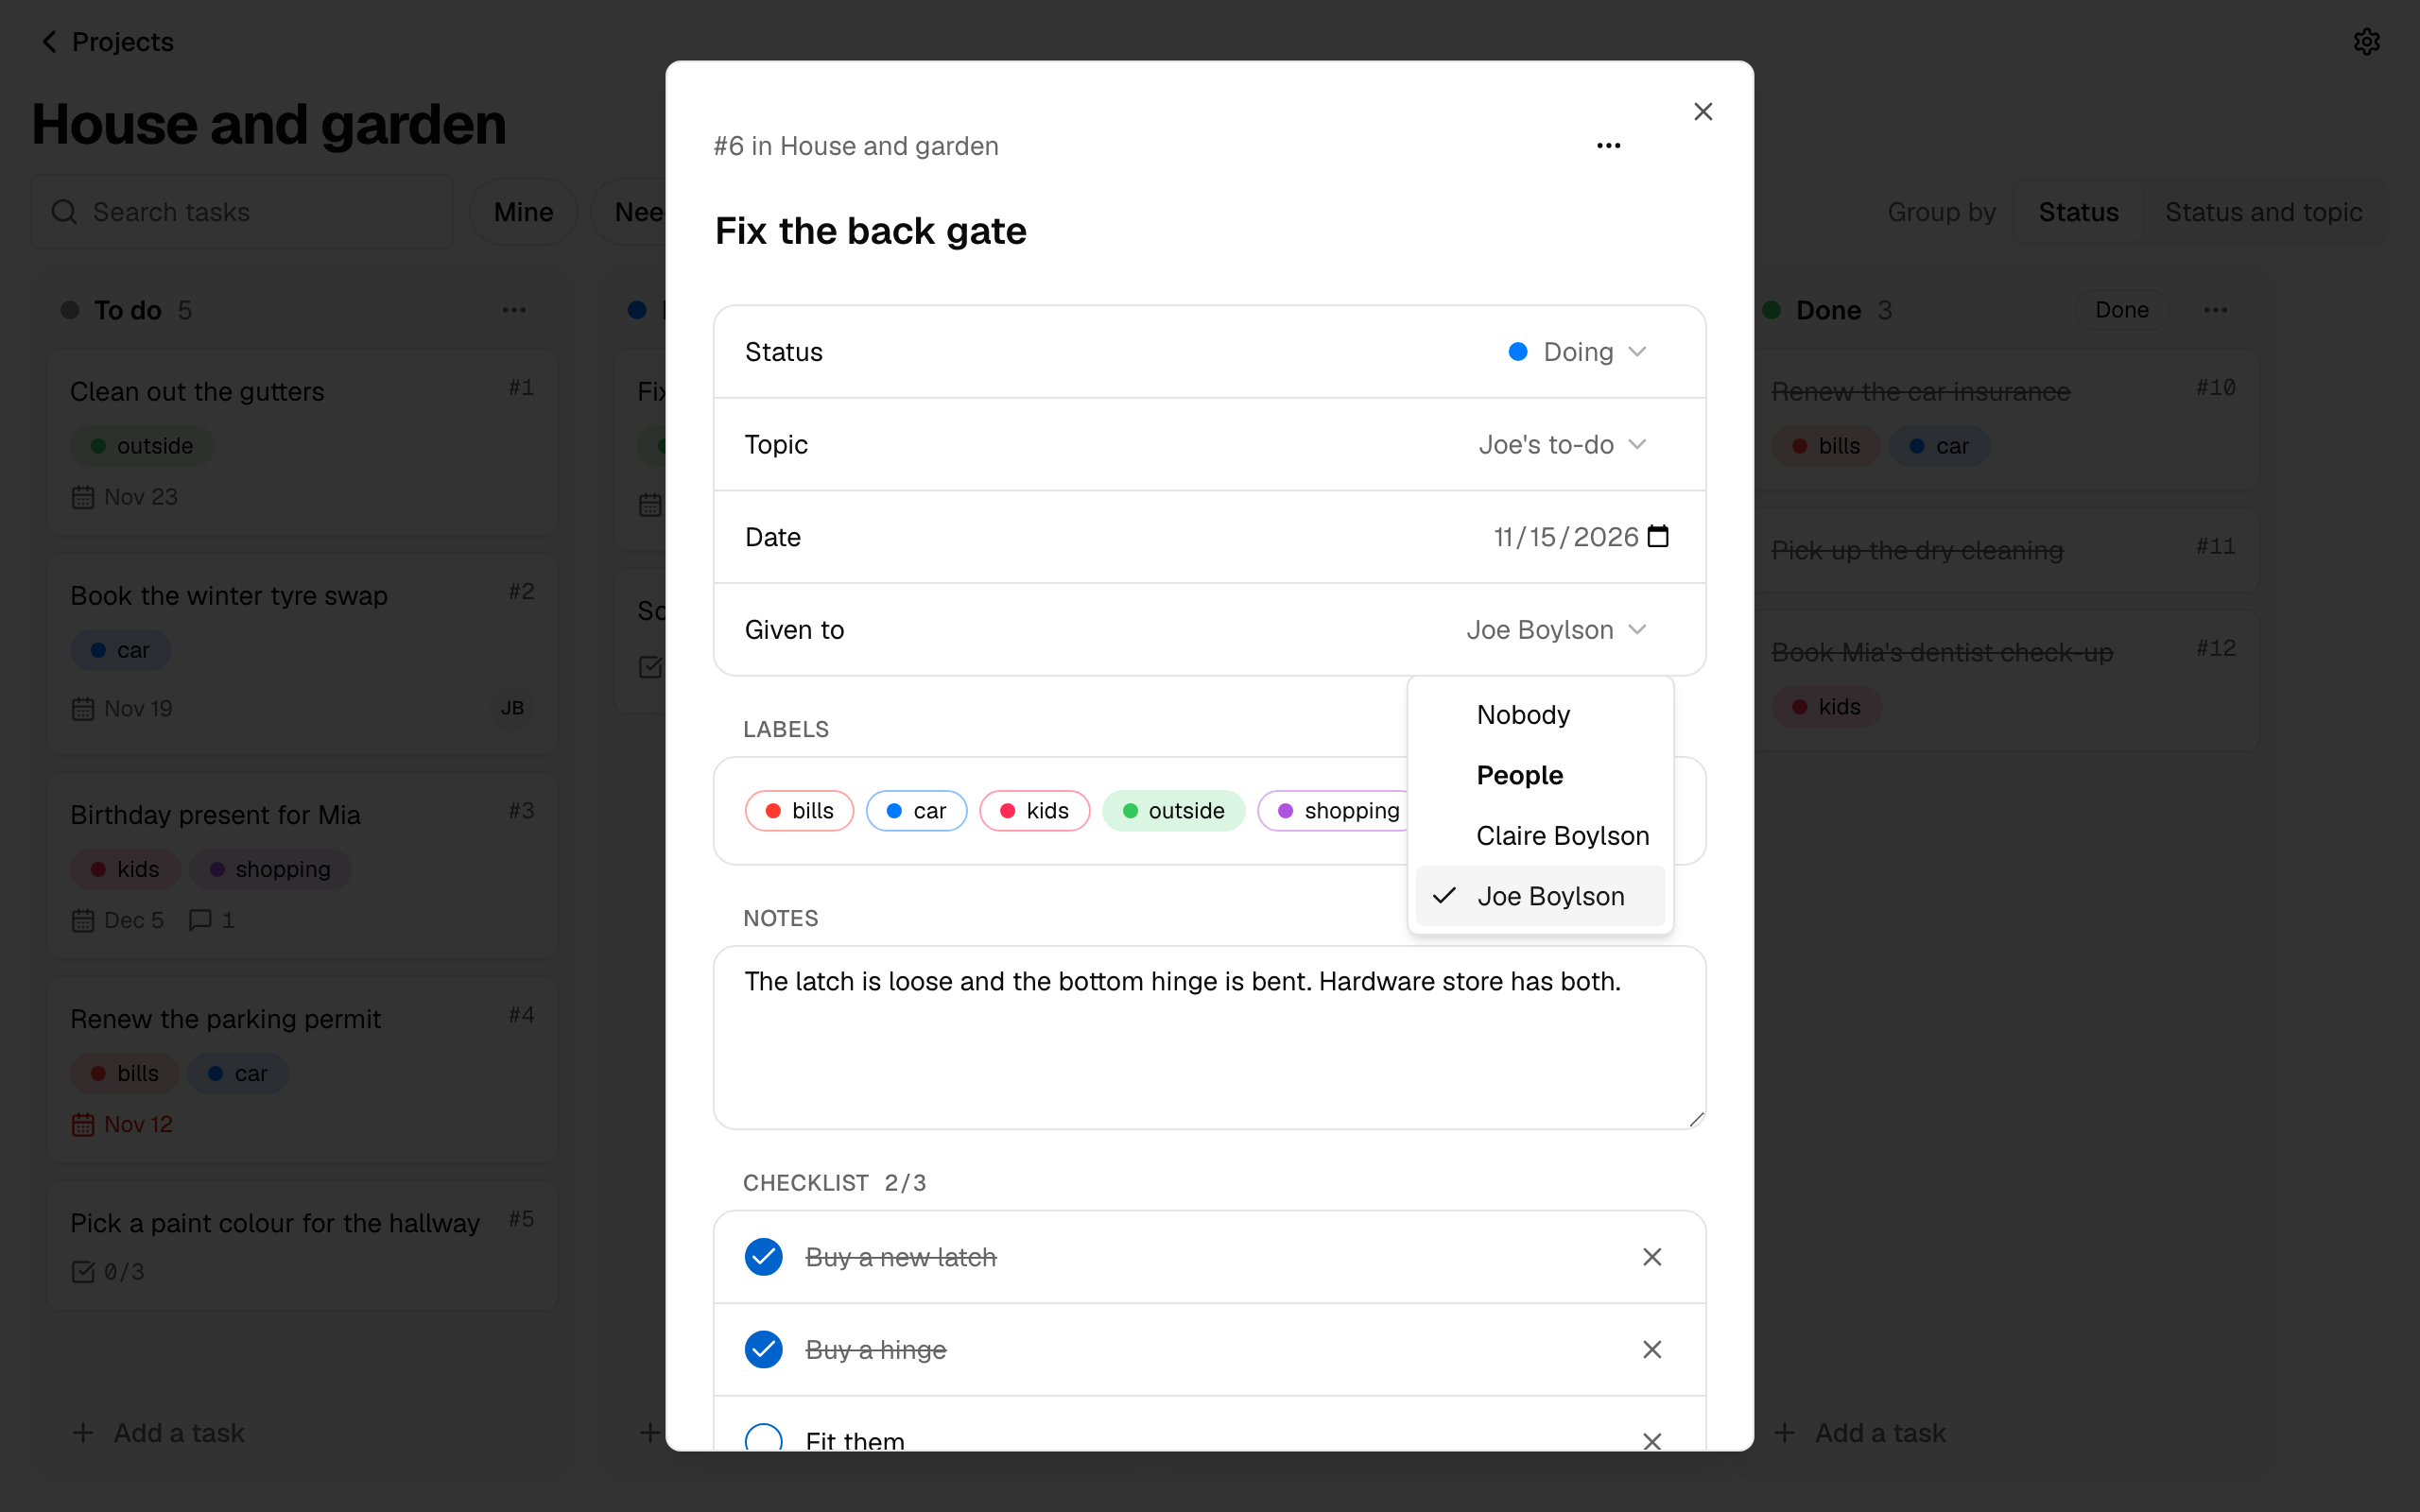 Projects
House and garden
Search tasks
Mine
Group by
Status
Status and topic
To do 5
Clean out the gutters #1
outside
Nov 23
Book the winter tyre swap #2
car
Nov 19
JB
Birthday present for Mia #3
kids
shopping
Dec 5
1
Renew the parking permit #4
bills
car
Nov 12
Pick a paint colour for the hallway #5
0/3
Add a task
#6 in House and garden
Fix the back gate
Status
Doing
Topic
Joe's to-do
Date
11/15/2026
Given to
Joe Boylson
Nobody
People
Claire Boylson
Joe Boylson
LABELS
bills
car
kids
outside
shopping
NOTES
The latch is loose and the bottom hinge is bent. Hardware store has both.
CHECKLIST 2/3
Buy a new latch
Buy a hinge
Fit them
Done 3
Done
Renew the car insurance #10
bills
car
Pick up the dry cleaning #11
Book Mia's dentist check-up #12
kids
Add a task